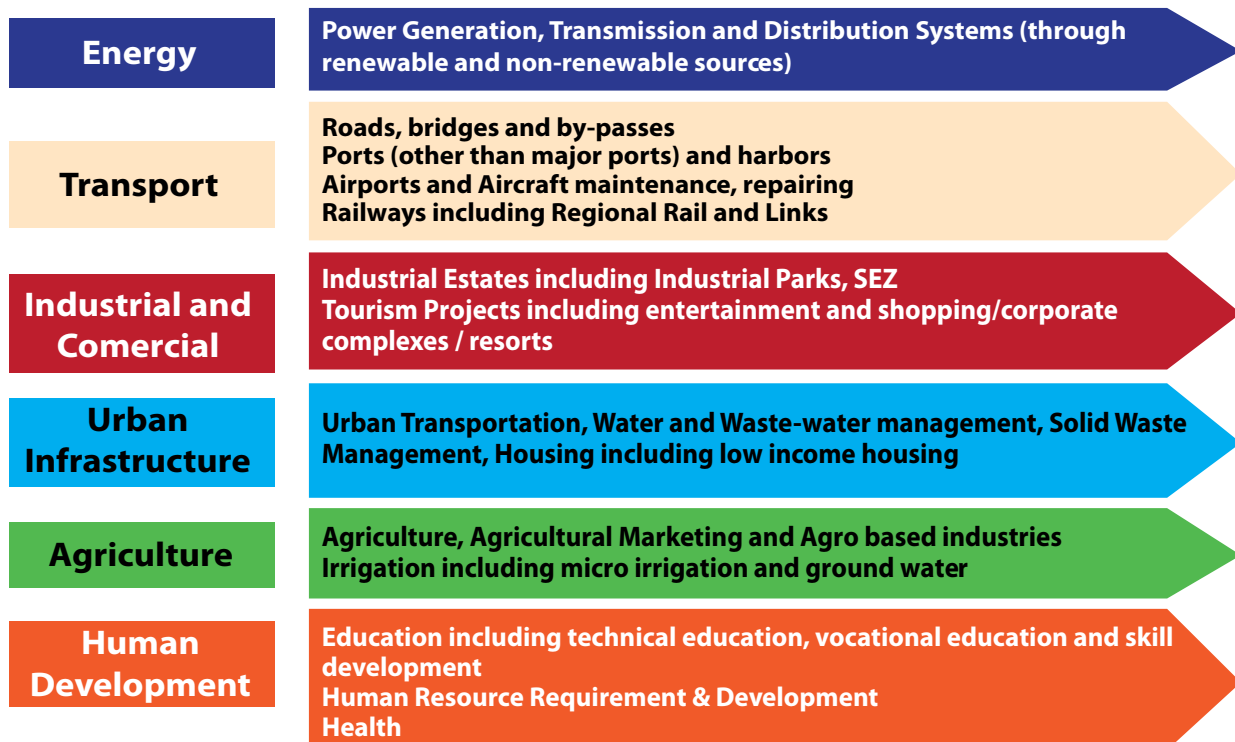 Energy
Power Generation, Transmission and Distribution Systems (through
renewable and non-renewable sources)
Transport
Roads, bridges and by-passes
Ports (other than major ports) and harbors
Airports and Aircraft maintenance, repairing
Railways including Regional Rail and Links
Industrial and
Comercial
Industrial Estates including Industrial Parks, SEZ
Tourism Projects including entertainment and shopping/corporate
complexes / resorts
Urban
Infrastructure
Urban Transportation, Water and Waste-water management, Solid Waste
Management, Housing including low income housing
Agriculture
Agriculture, Agricultural Marketing and Agro based industries
Irrigation including micro irrigation and ground water
Human
Development
Education including technical education, vocational education and skill
development
Human Resource Requirement & Development
Health